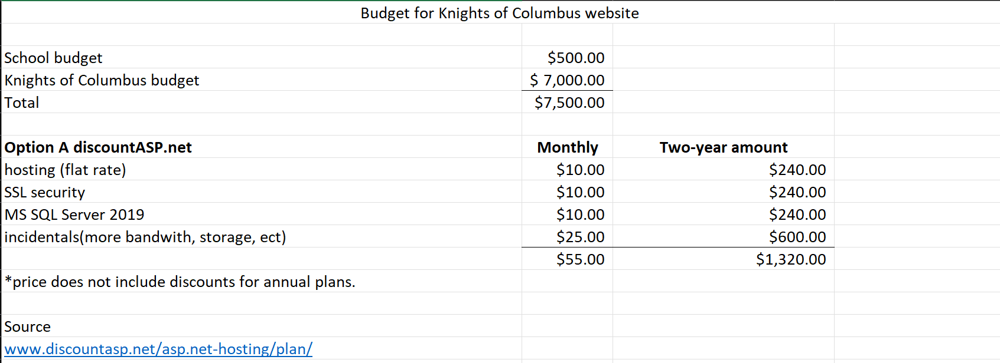 Budget for Knights of Columbus website
School budget $500.00
Knights of Columbus budget $ 7,000.00
Total $7,500.00
Option A discountASP.net Monthly Two-year amount
hosting (flat rate) $10.00 $240.00
SSL security $10.00 $240.00
MS SQL Server 2019 $10.00 $240.00
incidentals(more bandwith, storage, ect) $25.00 $600.00
$55.00 $1,320.00
*price does not include discounts for annual plans.
Source
www.discountasp.net/asp.net-hosting/plan/